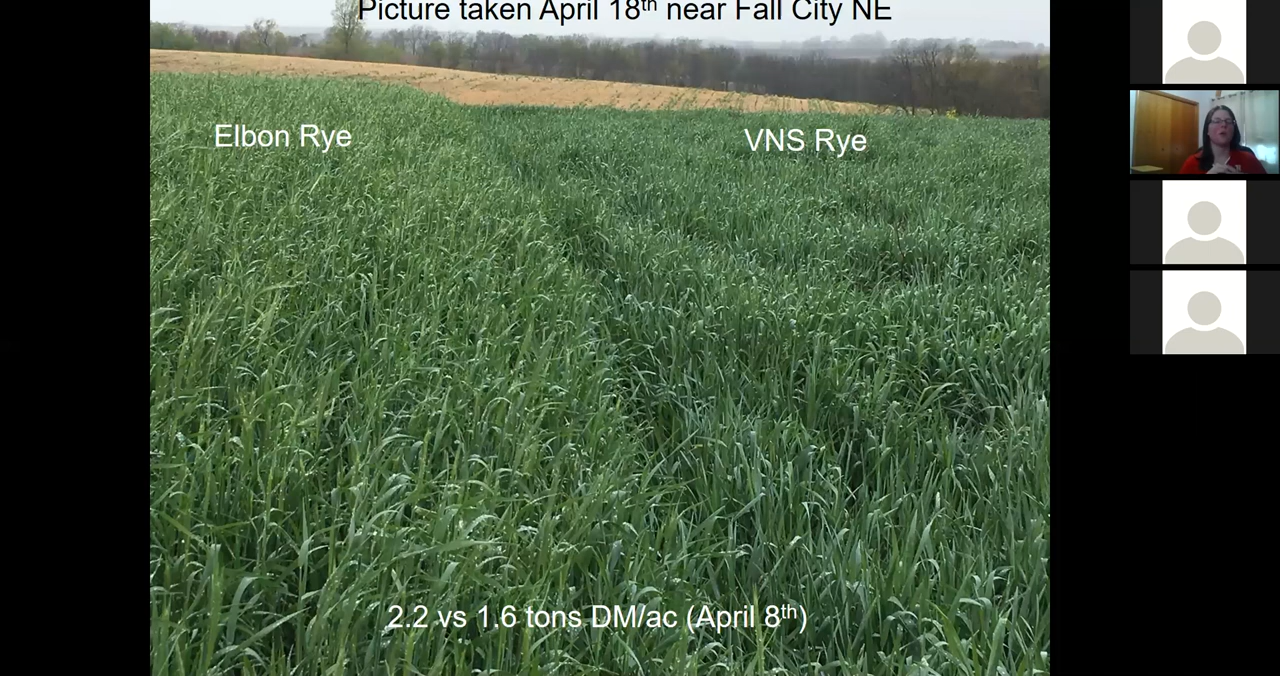 Picture taken April 18th near Fall City NE
Elbon Rye
VNS Rye
2.2 vs 1.6 tons DM/ac (April 8th)